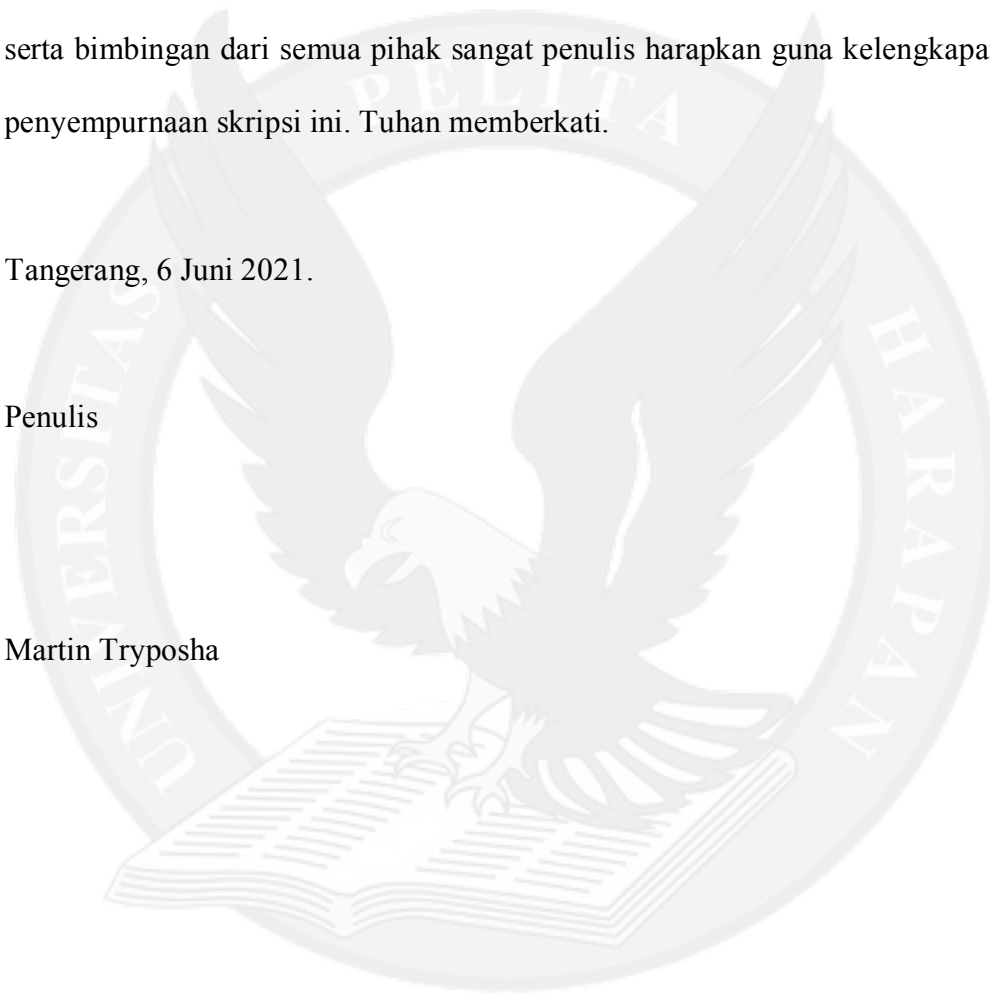 serta bimbingan dari semua pihak sangat penulis harapkan guna kelengkapa
penyempurnaan skripsi ini. Tuhan memberkati.
Tangerang, 6 Juni 2021.
Penulis
Martin Tryposha
UNIVERSITAS PELITA HARAPAN